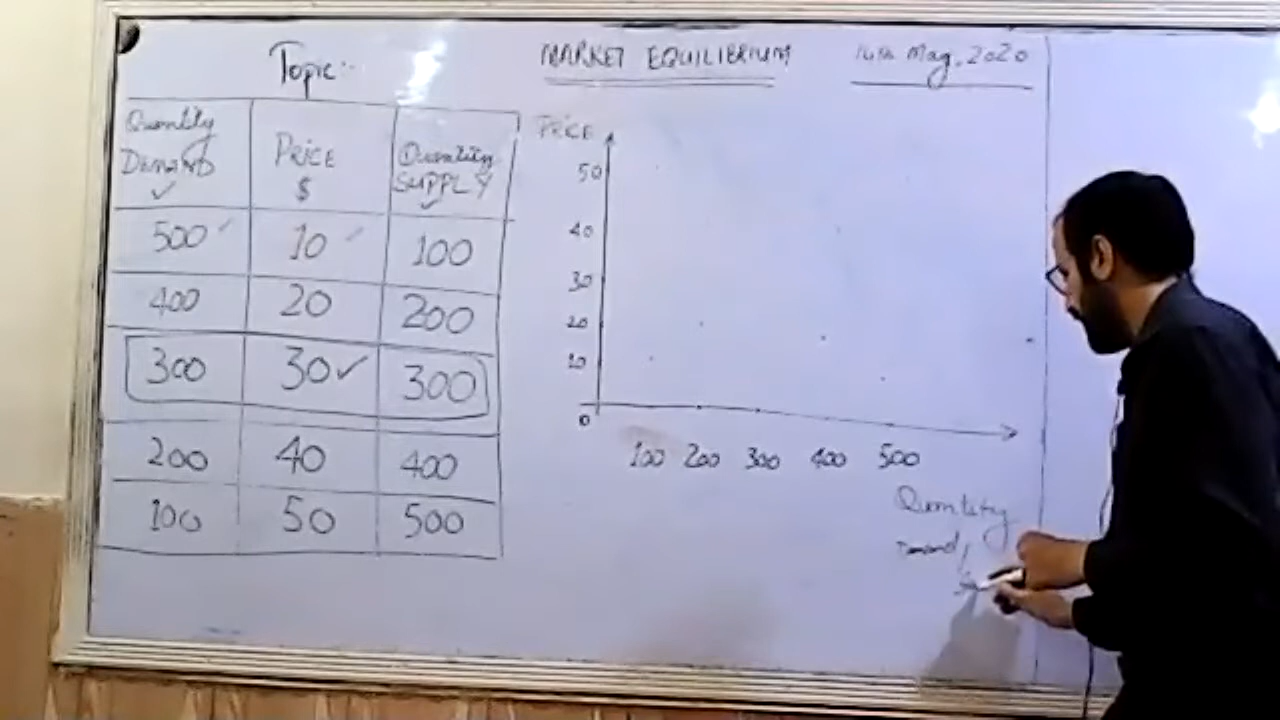 Topic:-
MARKET EQUILIBRIUM
14th May, 2020
Quantity DEMAND
PRICE $
Quantity SUPPLY
500 10 100
400 20 200
300 30 300
200 40 400
100 50 500
PRICE
50
40
30
20
10
0
100 200 300 400 500
Quantity
Demand/